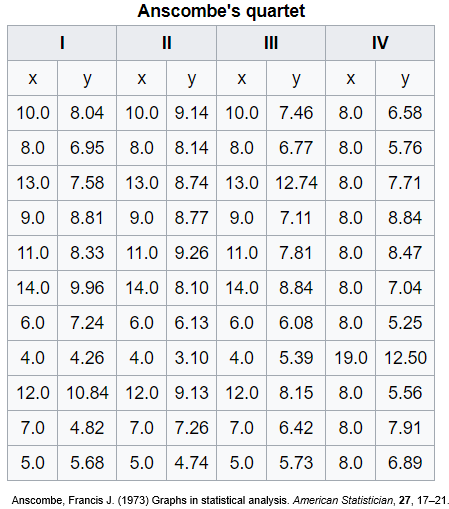 Anscombe's quartet
I II III IV
x y x y x y x y
10.0 8.04 10.0 9.14 10.0 7.46 8.0 6.58
8.0 6.95 8.0 8.14 8.0 6.77 8.0 5.76
13.0 7.58 13.0 8.74 13.0 12.74 8.0 7.71
9.0 8.81 9.0 8.77 9.0 7.11 8.0 8.84
11.0 8.33 11.0 9.26 11.0 7.81 8.0 8.47
14.0 9.96 14.0 8.10 14.0 8.84 8.0 7.04
6.0 7.24 6.0 6.13 6.0 6.08 8.0 5.25
4.0 4.26 4.0 3.10 4.0 5.39 19.0 12.50
12.0 10.84 12.0 9.13 12.0 8.15 8.0 5.56
7.0 4.82 7.0 7.26 7.0 6.42 8.0 7.91
5.0 5.68 5.0 4.74 5.0 5.73 8.0 6.89
Anscombe, Francis J. (1973) Graphs in statistical analysis. American Statistician, 27, 17–21.